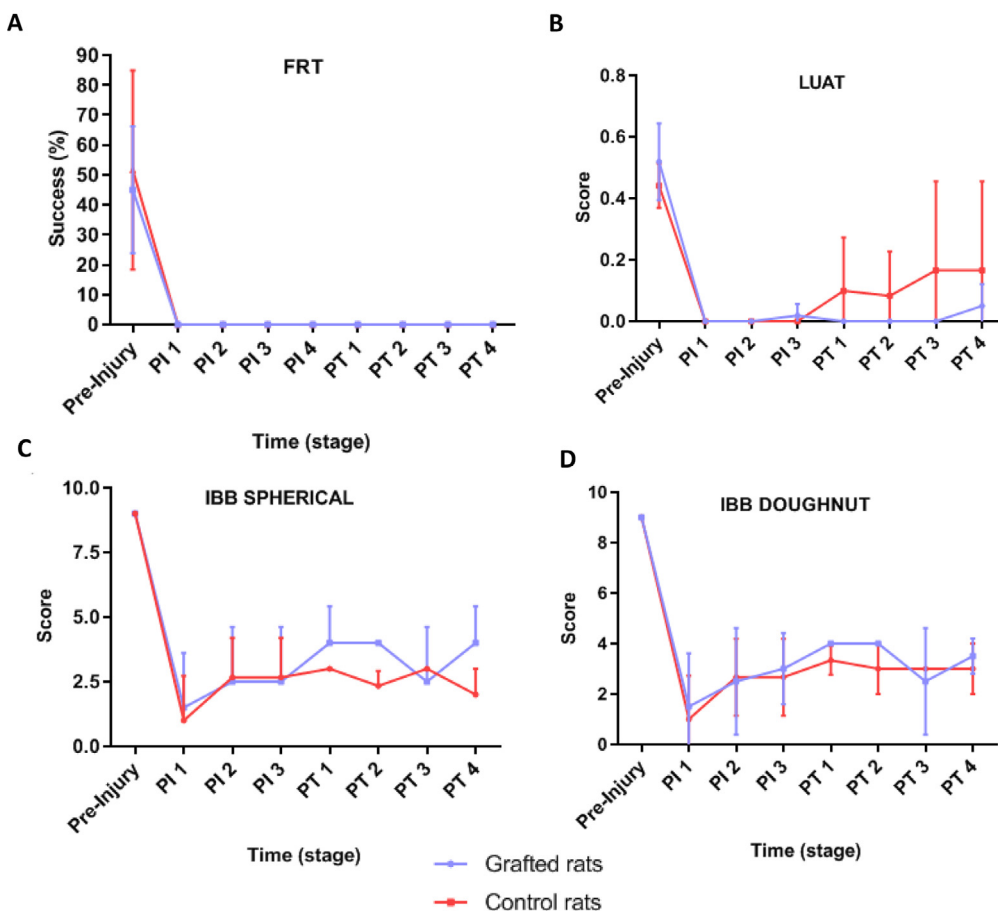 A
FRT
Success (%)
90
80
70
60
50
40
30
20
10
0
Pre-Injury
PI 1
PI 2
PI 3
PI 4
PT 1
PT 2
PT 3
PT 4
Time (stage)
B
LUAT
Score
0.8
0.6
0.4
0.2
0.0
Pre-Injury
PI 1
PI 2
PI 3
PT 1
PT 2
PT 3
PT 4
C
IBB SPHERICAL
Score
10.0
7.5
5.0
2.5
0.0
Pre-Injury
PI 1
PI 2
PI 3
PT 1
PT 2
PT 3
PT 4
Time (stage)
D
IBB DOUGHNUT
Score
10
8
6
4
2
0
Pre-Injury
PI 1
PI 2
PI 3
PT 1
PT 2
PT 3
PT 4
Time (stage)
Grafted rats
Control rats